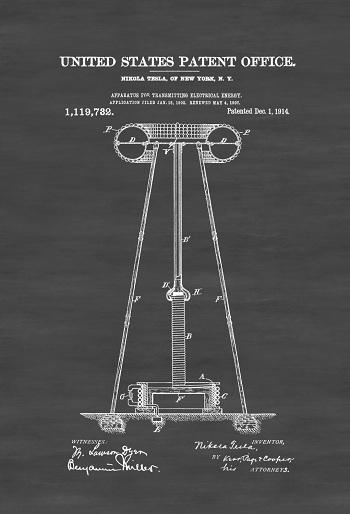 UNITED STATES PATENT OFFICE.
NIKOLA TESLA, OF NEW YORK, N. Y.
APPARATUS FOR TRANSMITTING ELECTRICAL ENERGY.
APPLICATION FILED JAN. 18, 1902. RENEWED MAY 4, 1907.
1,119,732. Patented Dec. 1, 1914.
P P
D D
V
B'
F F
H' H
B
A
G F' C
E
WITNESSES: INVENTOR,
M. Lawson Dyer Nikola Tesla,
Benjamin Miller. BY Kerr, Page & Cooper
his ATTORNEYS.